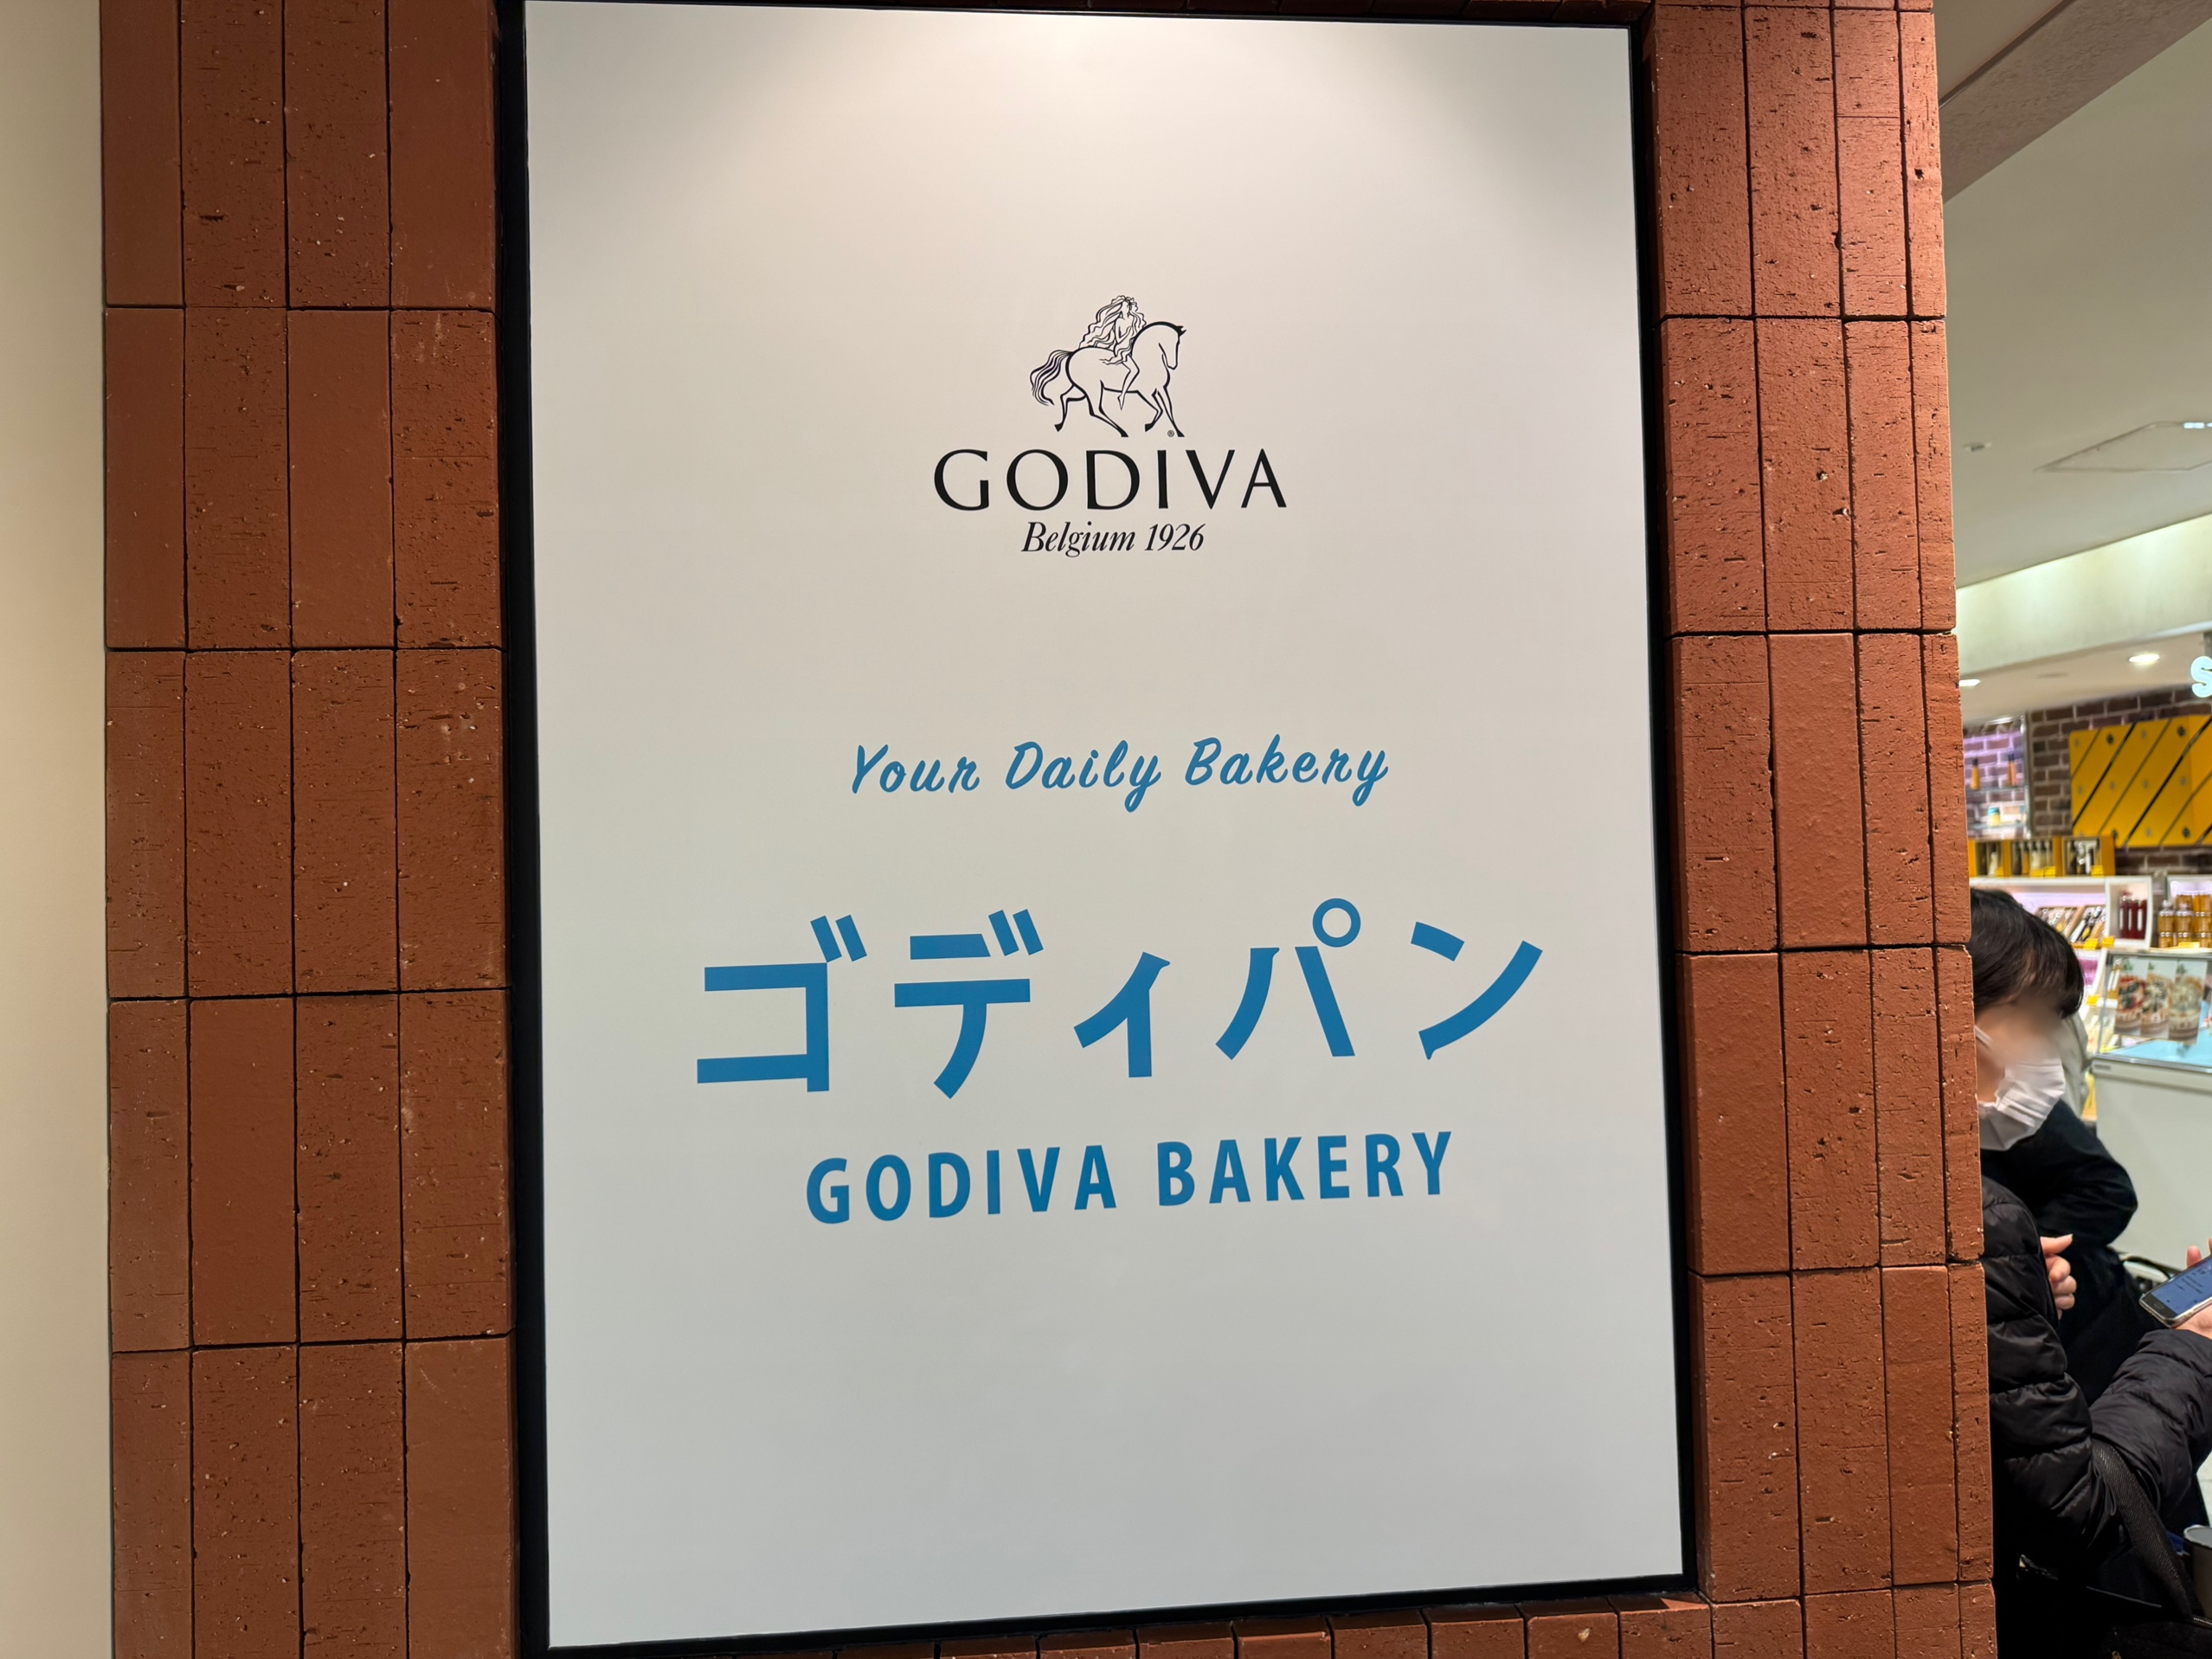 GODIVA
Belgium 1926
Your Daily Bakery
ゴディパン
GODIVA BAKERY